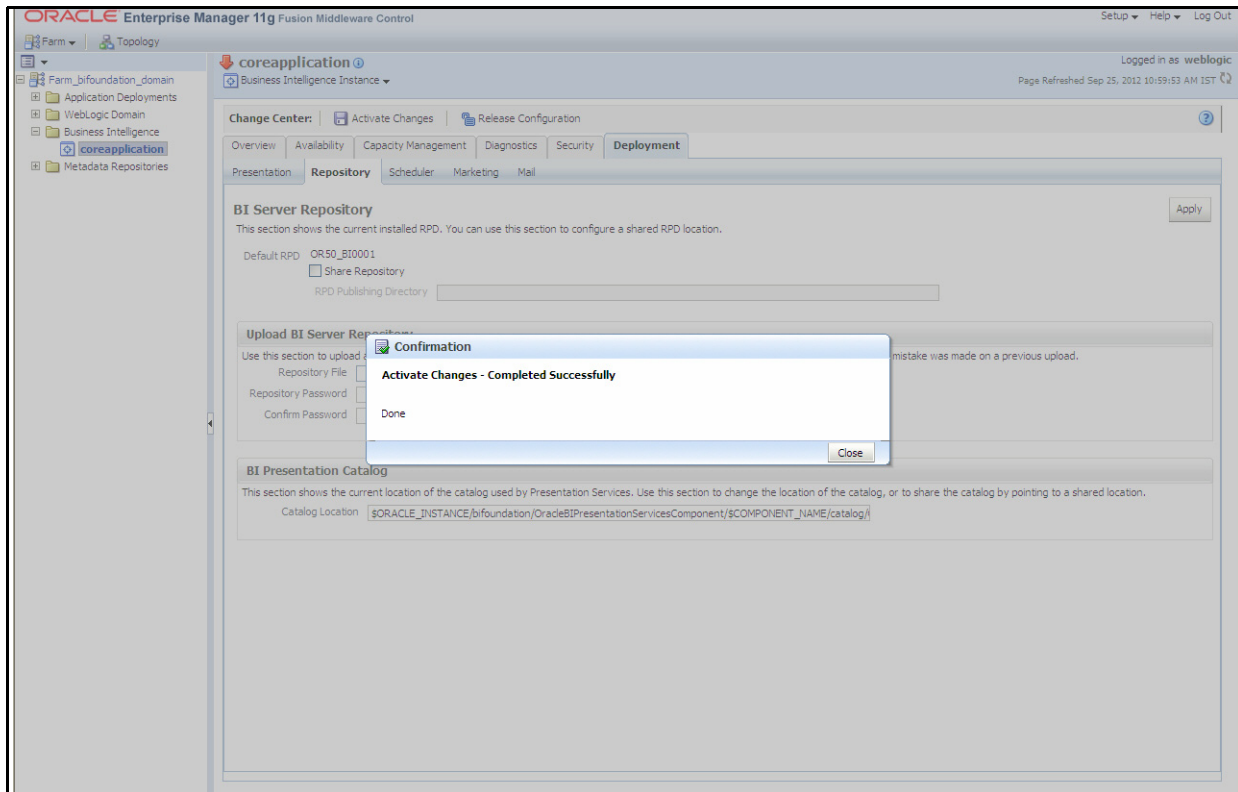 ORACLE Enterprise Manager 11g Fusion Middleware Control
Setup Help Log Out
Farm Topology
Farm_bifoundation_domain
Application Deployments
WebLogic Domain
Business Intelligence
coreapplication
Metadata Repositories
coreapplication
Logged in as weblogic
Business Intelligence Instance
Page Refreshed Sep 25, 2012 10:59:53 AM IST
Change Center: Activate Changes Release Configuration
Overview Availability Capacity Management Diagnostics Security Deployment
Presentation Repository Scheduler Marketing Mail
BI Server Repository
Apply
This section shows the current installed RPD. You can use this section to configure a shared RPD location.
Default RPD OR50_BI0001
Share Repository
RPD Publishing Directory
Upload BI Server Repository
Use this section to upload mistake was made on a previous upload.
Repository File
Repository Password
Confirm Password
Confirmation
Activate Changes - Completed Successfully
Done
Close
BI Presentation Catalog
This section shows the current location of the catalog used by Presentation Services. Use this section to change the location of the catalog, or to share the catalog by pointing to a shared location.
Catalog Location $ORACLE_INSTANCE/bifoundation/OracleBIPresentationServicesComponent/$COMPONENT_NAME/catalog/